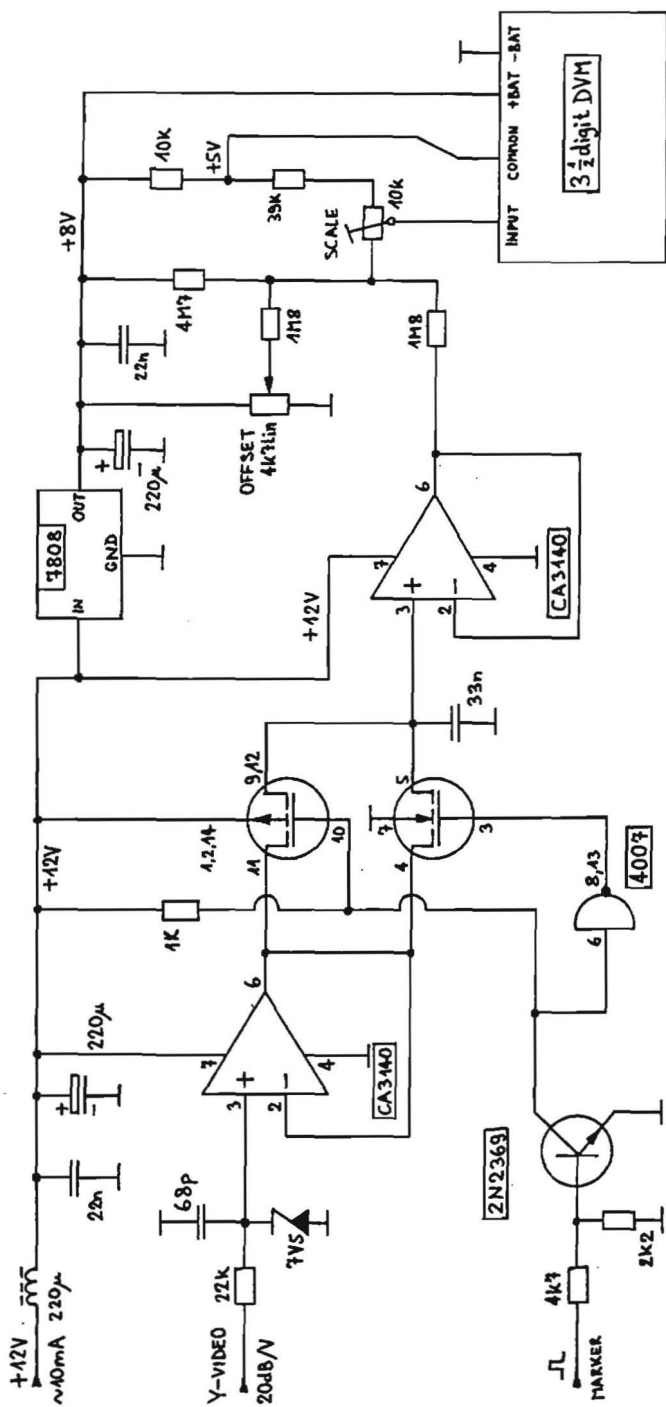 +12V
~10mA
220µ
22n
+
-
220µ
+12V
1K
7808
IN
OUT
GND
+
-
220µ
22n
+8V
OFFSET
4k7lin
4M7
1M8
10k
+5V
39k
SCALE
10k
1M8
INPUT
COMMON
+BAT
-BAT
3 1/2 digit DVM
Y-VIDEO
20dB/V
22k
68p
7V5
3
2
+
-
7
4
6
CA3140
1,2,14
11
9,12
10
7
4
5
3
33n
+12V
3
2
+
-
7
4
6
CA3140
MARKER
4k7
2k2
2N2369
6
8,13
4007